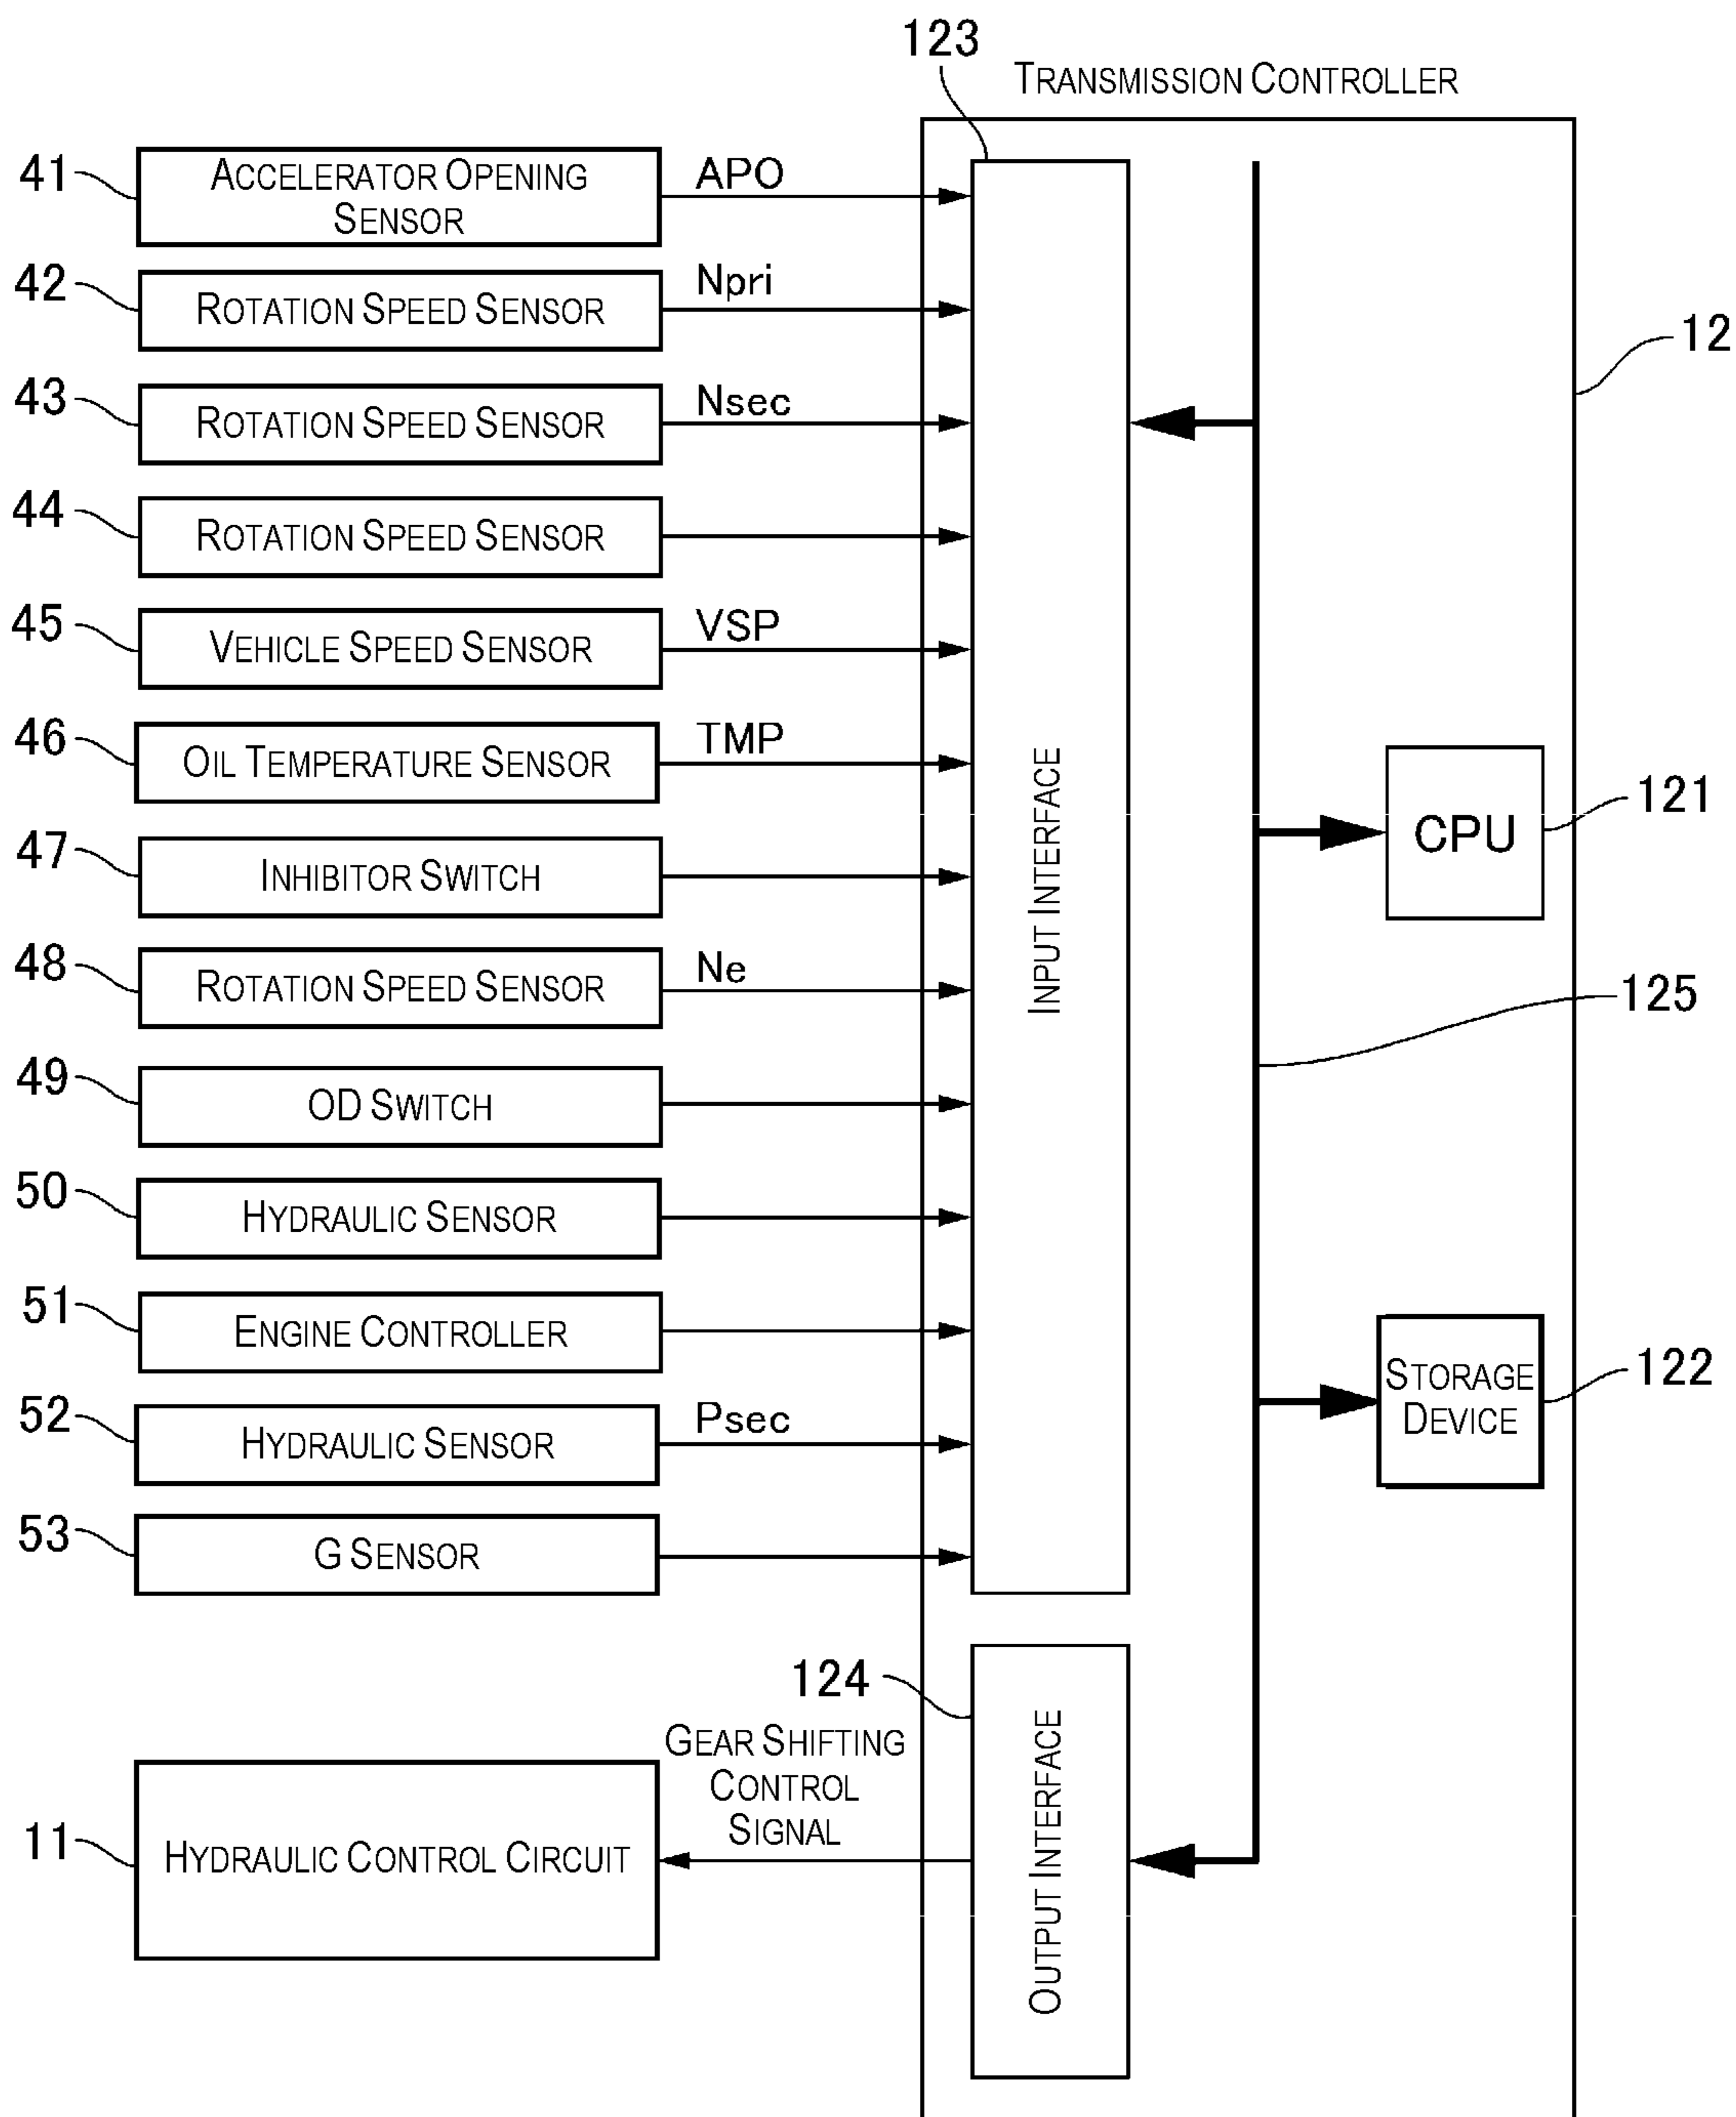 123
TRANSMISSION CONTROLLER
41
ACCELERATOR OPENING
SENSOR
APO
42
ROTATION SPEED SENSOR
Npri
12
43
ROTATION SPEED SENSOR
Nsec
44
ROTATION SPEED SENSOR
45
VEHICLE SPEED SENSOR
VSP
46
OIL TEMPERATURE SENSOR
TMP
INPUT INTERFACE
CPU
121
47
INHIBITOR SWITCH
48
ROTATION SPEED SENSOR
Ne
125
49
OD SWITCH
50
HYDRAULIC SENSOR
51
ENGINE CONTROLLER
STORAGE
DEVICE
122
52
HYDRAULIC SENSOR
Psec
53
G SENSOR
124
GEAR SHIFTING
CONTROL
SIGNAL
11
HYDRAULIC CONTROL CIRCUIT
OUTPUT INTERFACE